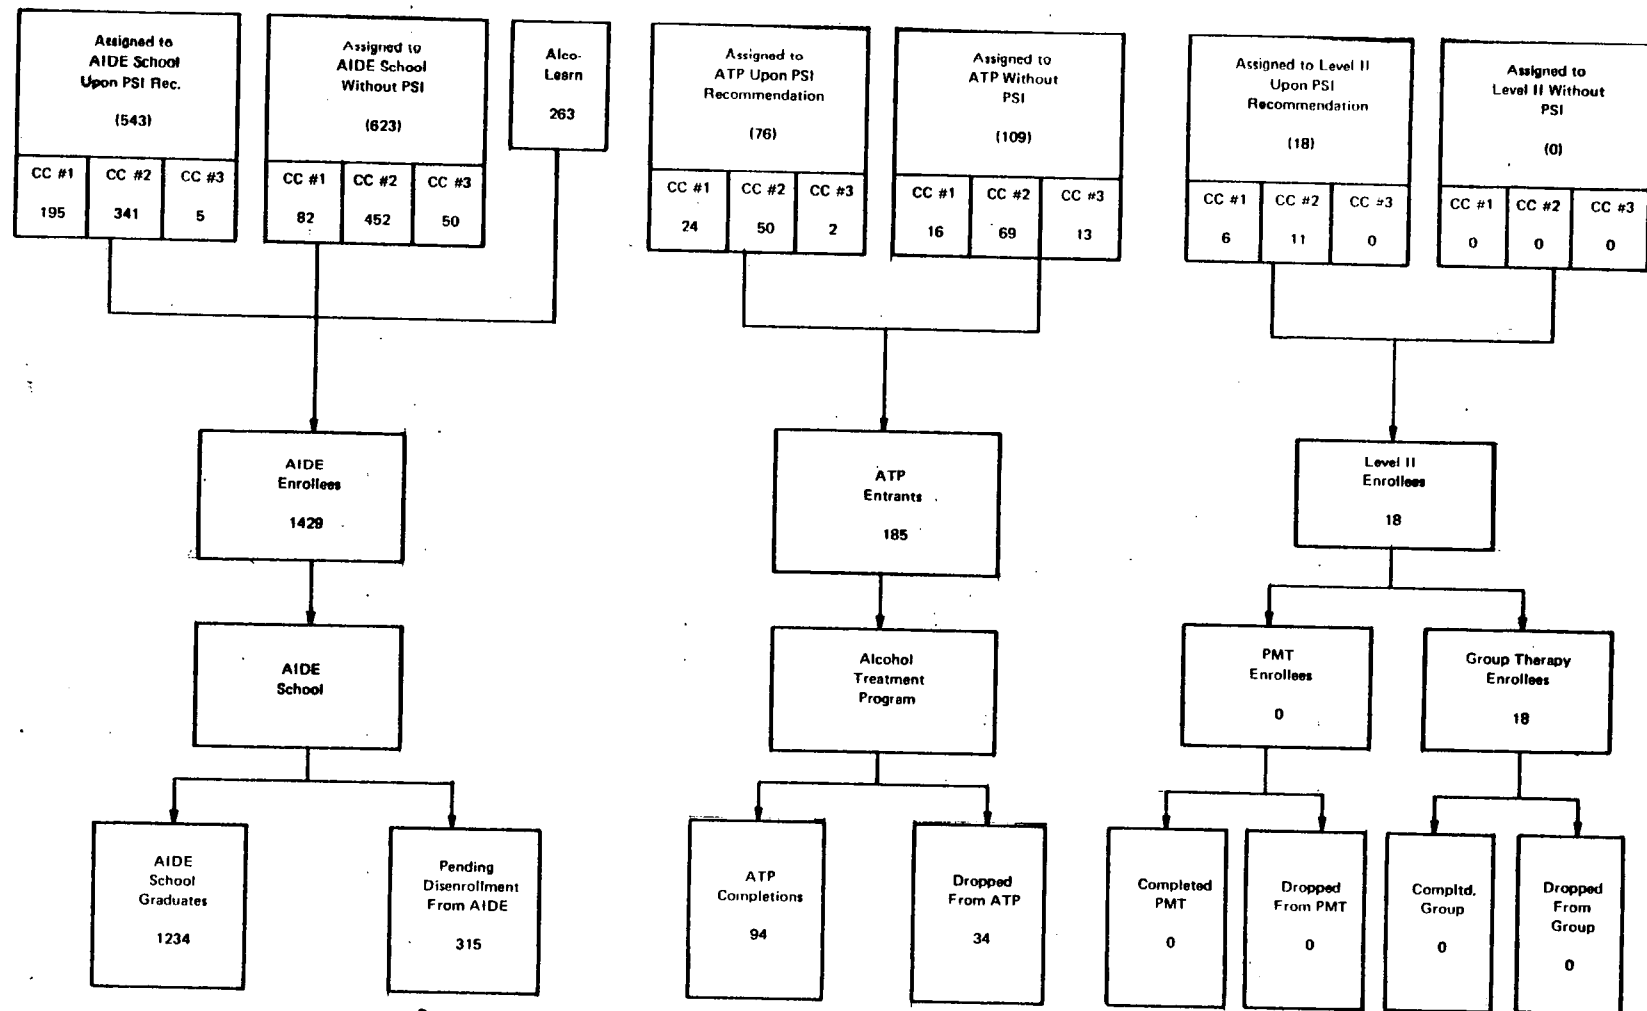 Assigned to
AIDE School
Upon PSI Rec.
(543)
CC #1 CC #2 CC #3
195 341 5
Assigned to
AIDE School
Without PSI
(623)
CC #1 CC #2 CC #3
82 452 50
Alco-
Learn
263
Assigned to
ATP Upon PSI
Recommendation
(76)
CC #1 CC #2 CC #3
24 50 2
Assigned to
ATP Without
PSI
(109)
CC #1 CC #2 CC #3
16 69 13
Assigned to Level II
Upon PSI
Recommendation
(18)
CC #1 CC #2 CC #3
6 11 0
Assigned to
Level II Without
PSI
(0)
CC #1 CC #2 CC #3
0 0 0
AIDE
Enrollees
1429
ATP
Entrants
185
Level II
Enrollees
18
AIDE
School
Alcohol
Treatment
Program
PMT
Enrollees
0
Group Therapy
Enrollees
18
AIDE
School
Graduates
1234
Pending
Disenrollment
From AIDE
315
ATP
Completions
94
Dropped
From ATP
34
Completed
PMT
0
Dropped
From PMT
0
Compltd.
Group
0
Dropped
From
Group
0